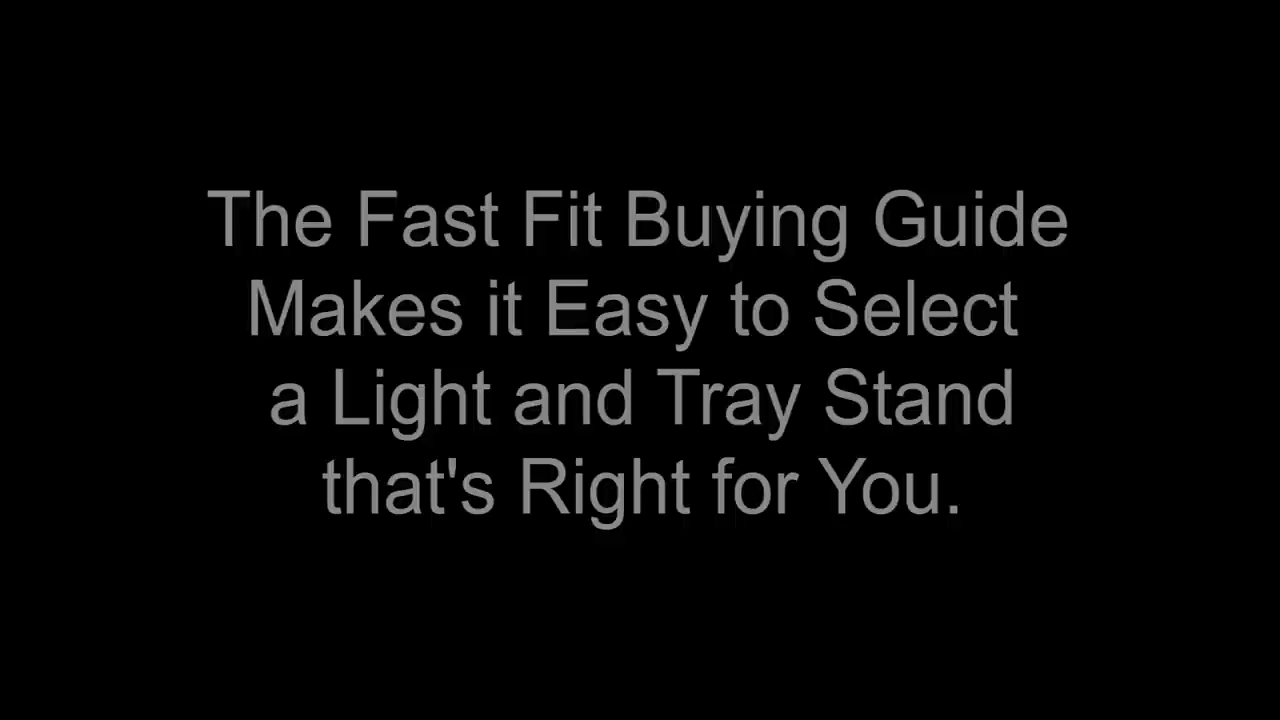 The Fast Fit Buying Guide
Makes it Easy to Select
a Light and Tray Stand
that's Right for You.